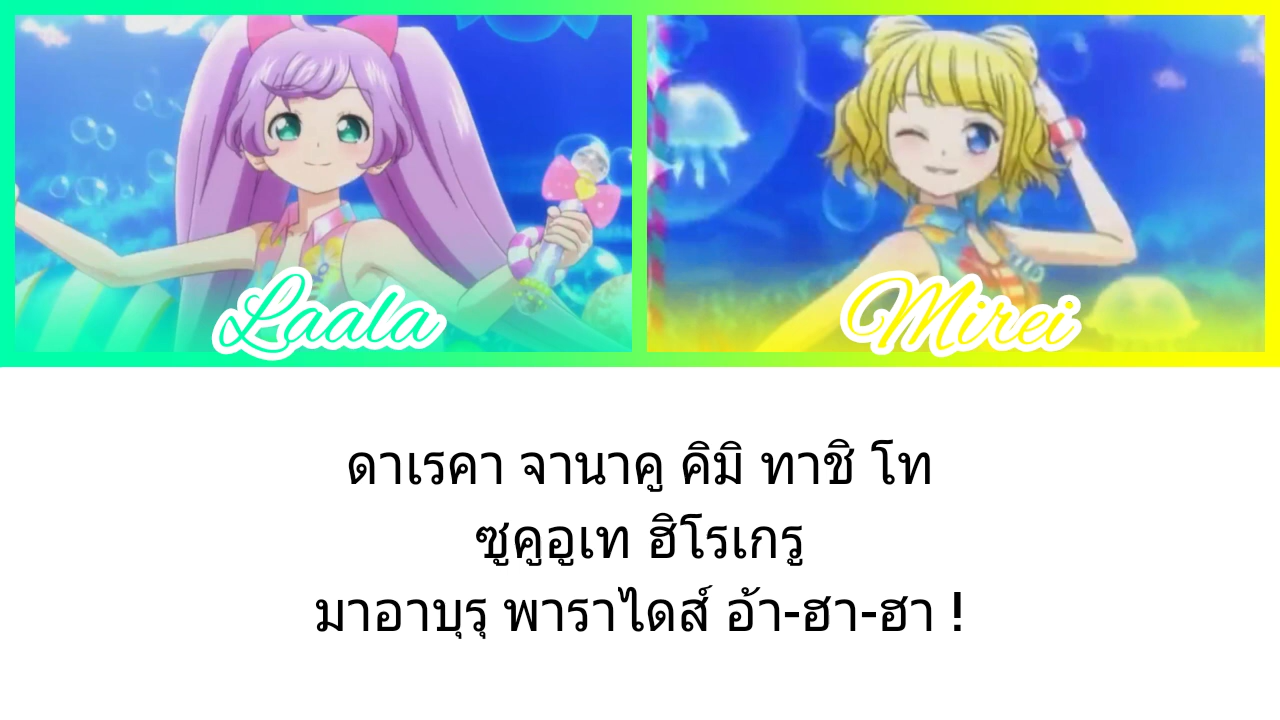 Laala
Mirei
ดาเรคา จานาคู คิมิ ทาชิ โท
ซูคูอูเท ฮิโรเกรู
มาอาบุรุ พาราไดส์ อ้า-ฮา-ฮา !